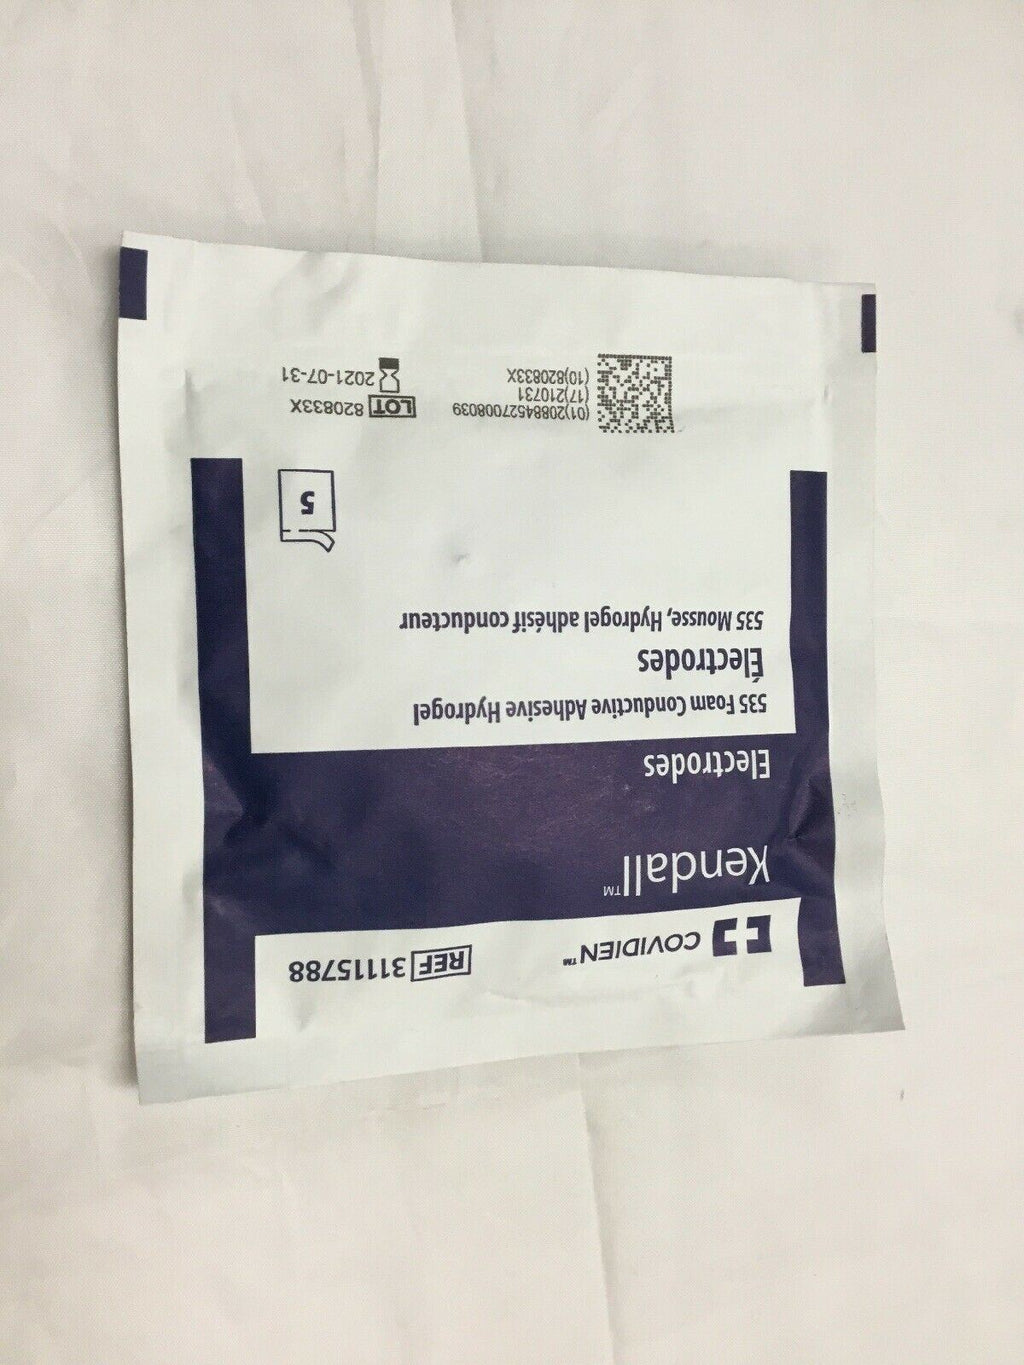 COVIDIEN™
REF 31115788
Kendall™
Electrodes
535 Foam Conductive Adhesive Hydrogel
Électrodes
535 Mousse, Hydrogel adhésif conducteur
5
(01)20884527008039
(17)210731
(10)820833X
LOT 820833X
2021-07-31